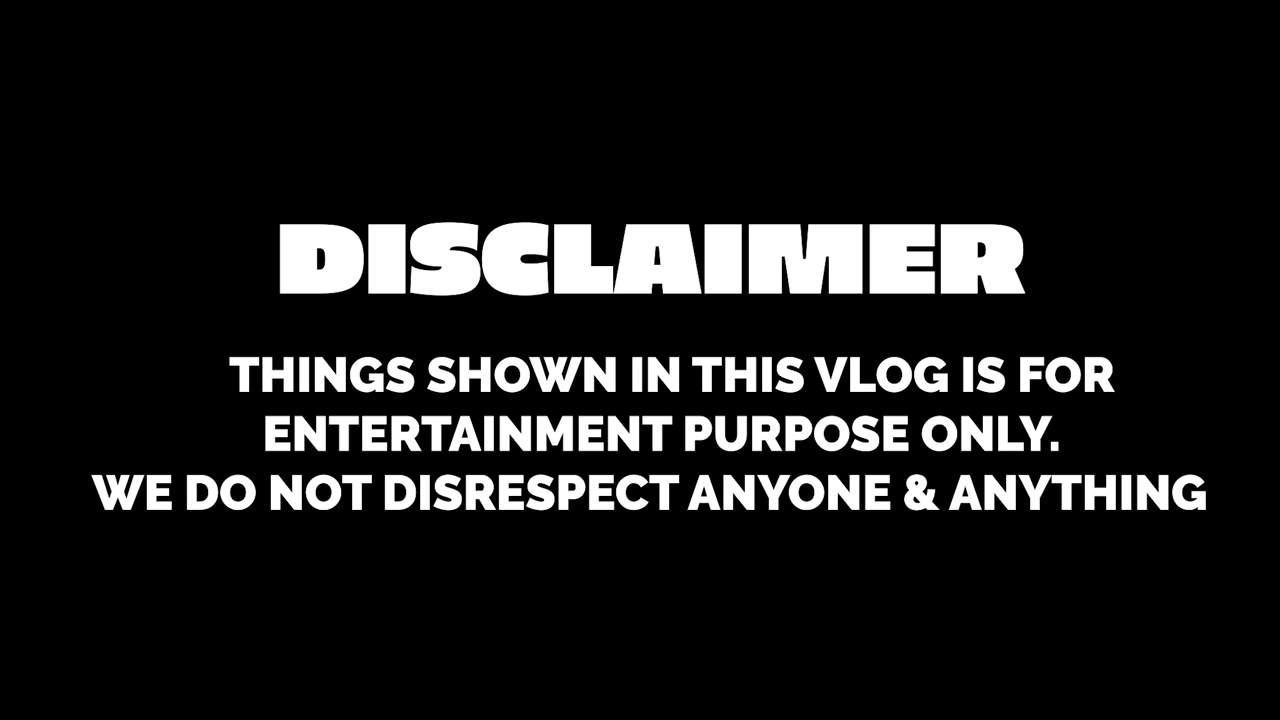 DISCLAIMER
THINGS SHOWN IN THIS VLOG IS FOR
ENTERTAINMENT PURPOSE ONLY.
WE DO NOT DISRESPECT ANYONE & ANYTHING